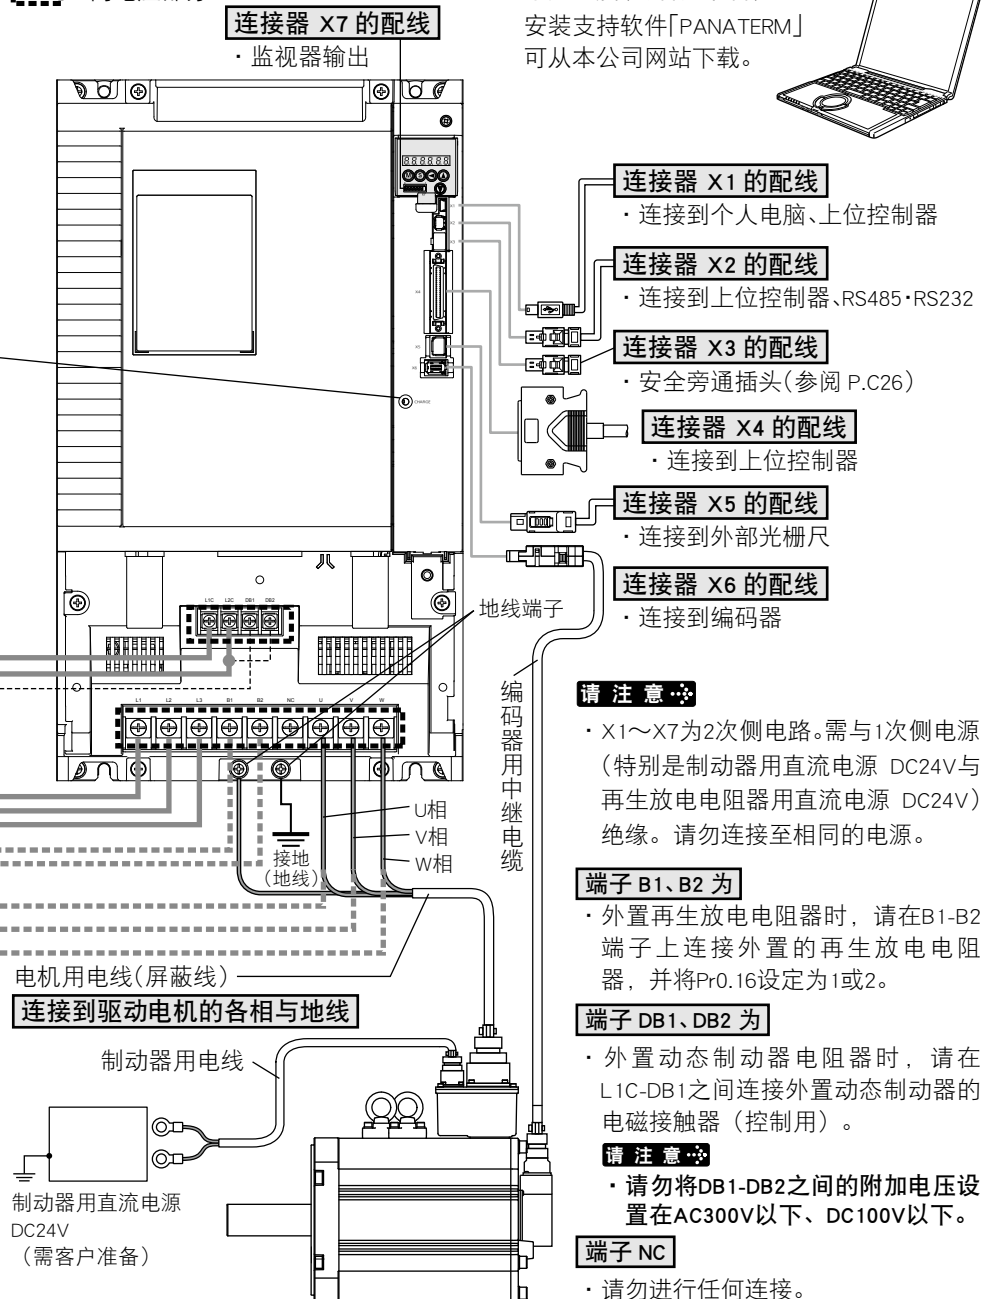 连接器 X7 的配线
・监视器输出
安装支持软件「PANATERM」
可从本公司网站下载。
连接器 X1 的配线
・连接到个人电脑、上位控制器
连接器 X2 的配线
・连接到上位控制器、RS485・RS232
连接器 X3 的配线
・安全旁通插头(参阅 P.C26)
连接器 X4 的配线
・连接到上位控制器
连接器 X5 的配线
・连接到外部光栅尺
连接器 X6 的配线
・连接到编码器
X4
X5
X6
CHARGE
L1C L2C DB1 DB2
地线端子
L1 L2 L3 B1 B2 NC U V W
编码器用中继电缆
U相
V相
W相
接地
(地线)
电机用电线(屏蔽线)
连接到驱动电机的各相与地线
制动器用电线
制动器用直流电源
DC24V
(需客户准备)
请 注 意
・X1～X7为2次侧电路。需与1次侧电源
(特别是制动器用直流电源 DC24V与
再生放电电阻器用直流电源 DC24V)
绝缘。请勿连接至相同的电源。
端子 B1、B2 为
・外置再生放电电阻器时，请在B1-B2
端子上连接外置的再生放电电阻
器，并将Pr0.16设定为1或2。
端子 DB1、DB2 为
・外置动态制动器电阻器时，请在
L1C-DB1之间连接外置动态制动器的
电磁接触器（控制用）。
请 注 意
・请勿将DB1-DB2之间的附加电压设
置在AC300V以下、DC100V以下。
端子 NC
・请勿进行任何连接。